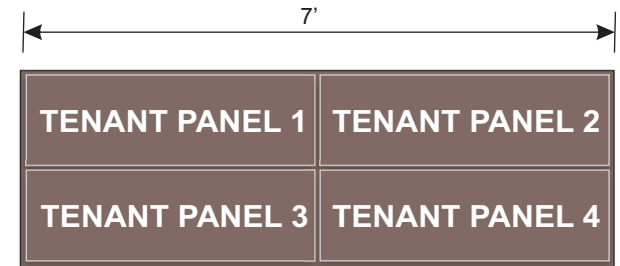 7’
TENANT PANEL 1 TENANT PANEL 2
TENANT PANEL 3 TENANT PANEL 4